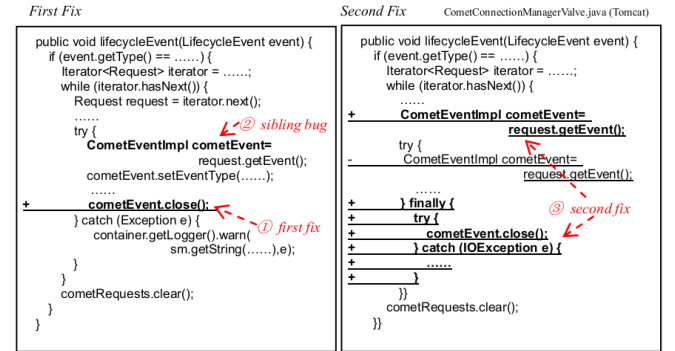 First Fix
public void lifecycleEvent(LifecycleEvent event) {
if (event.getType() == ……) {
Iterator<Request> iterator = ……;
while (iterator.hasNext()) {
Request request = iterator.next();
……
② sibling bug
try {
CometEventImpl cometEvent=
request.getEvent();
cometEvent.setEventType(……);
……
+ cometEvent.close();
① first fix
} catch (Exception e) {
container.getLogger().warn(
sm.getString(……),e);
}
}
cometRequests.clear();
}
}
Second Fix CometConnectionManagerValve.java (Tomcat)
public void lifecycleEvent(LifecycleEvent event) {
if (event.getType() == ……) {
Iterator<Request> iterator = ……;
while (iterator.hasNext()) {
……
+ CometEventImpl cometEvent=
request.getEvent();
try {
- CometEventImpl cometEvent=
request.getEvent();
……
+ } finally {
③ second fix
+ try {
+ cometEvent.close();
+ } catch (IOException e) {
+ ……
+ }
}}
cometRequests.clear();
}}